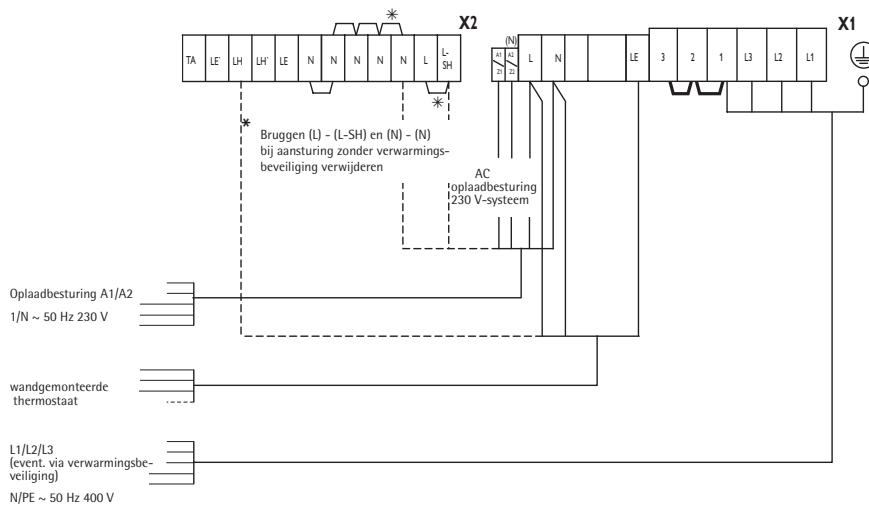 X2
X1
(N)
TA LE' LH LH' LE N N N N N L L-SH
A1 A2
Z1 Z2
L N LE 3 2 1 L3 L2 L1
*
*
*
Bruggen (L) - (L-SH) en (N) - (N)
bij aansturing zonder verwarmings-
beveiliging verwijderen
AC
oplaadbesturing
230 V-systeem
Oplaadbesturing A1/A2
1/N ~ 50 Hz 230 V
wandgemonteerde
thermostaat
L1/L2/L3
(event. via verwarmingsbe-
veiliging)
N/PE ~ 50 Hz 400 V